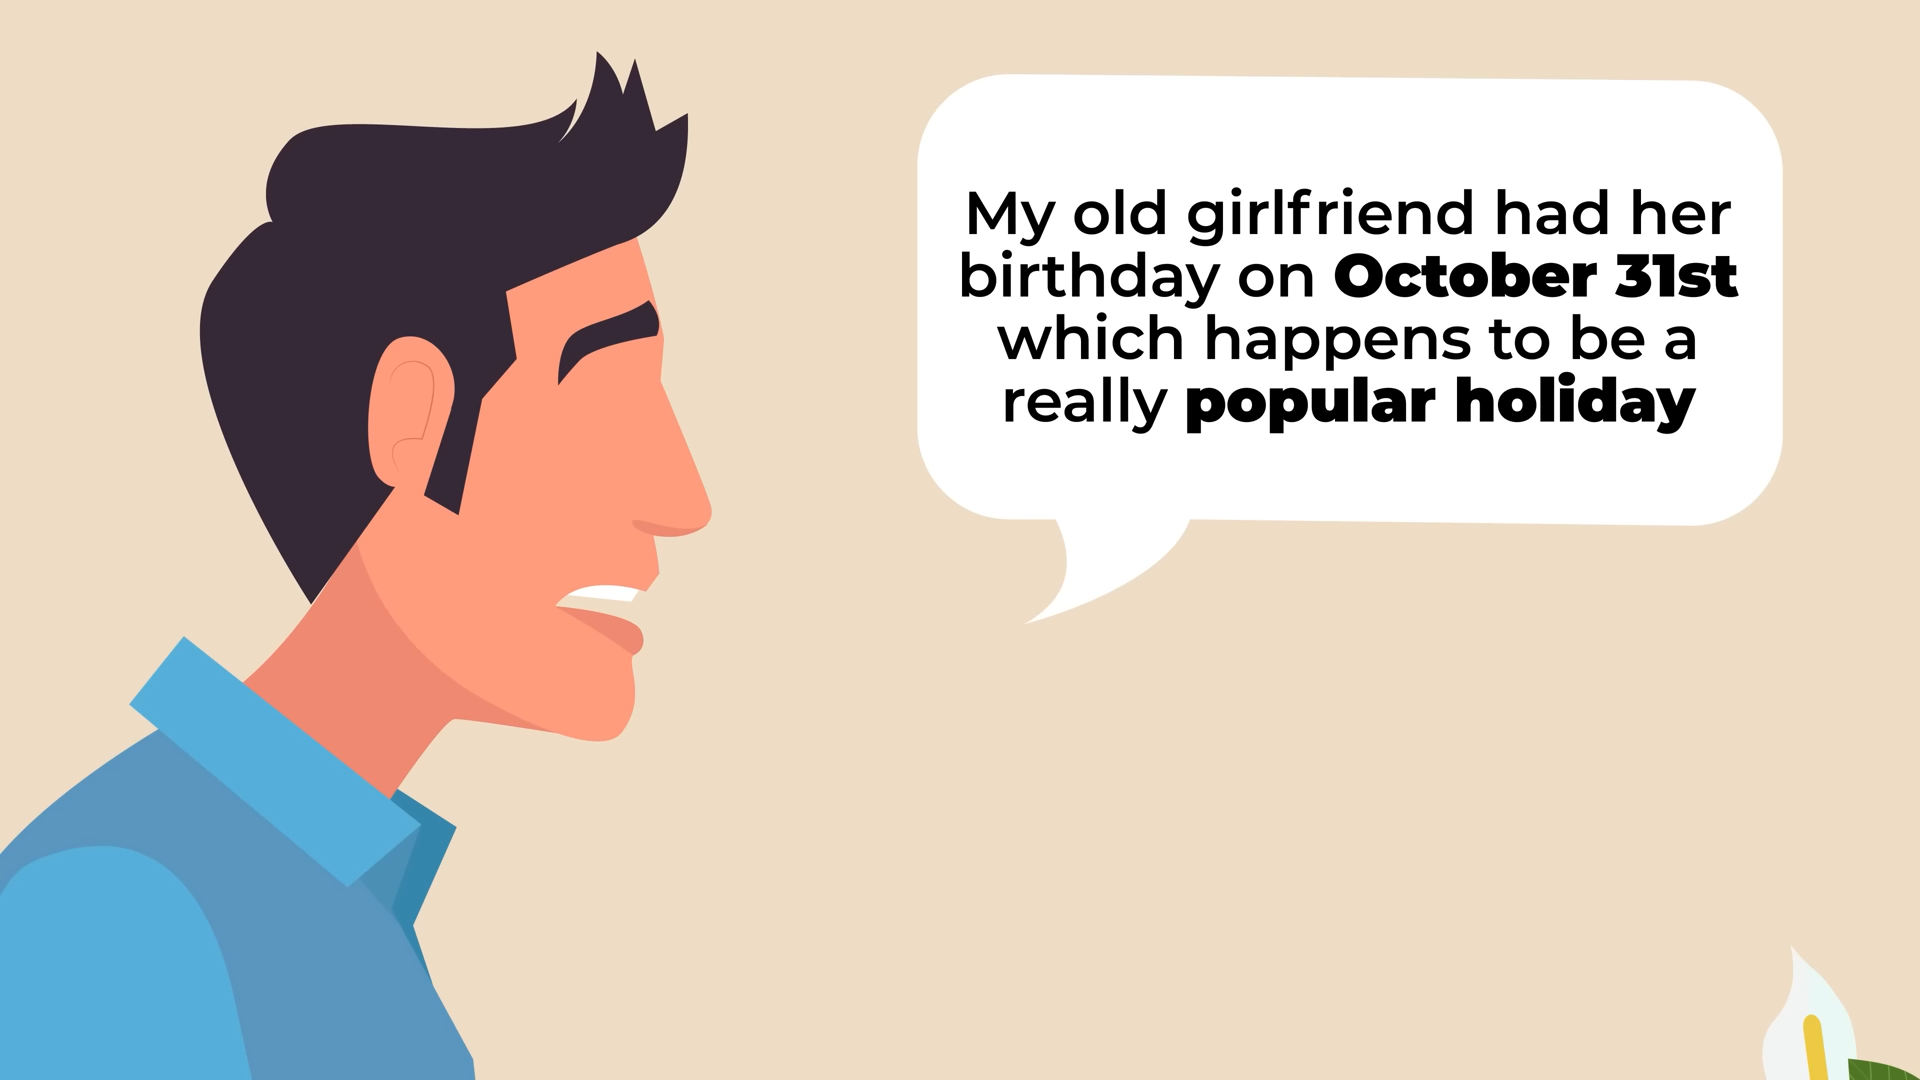 My old girlfriend had her
birthday on October 31st
which happens to be a
really popular holiday